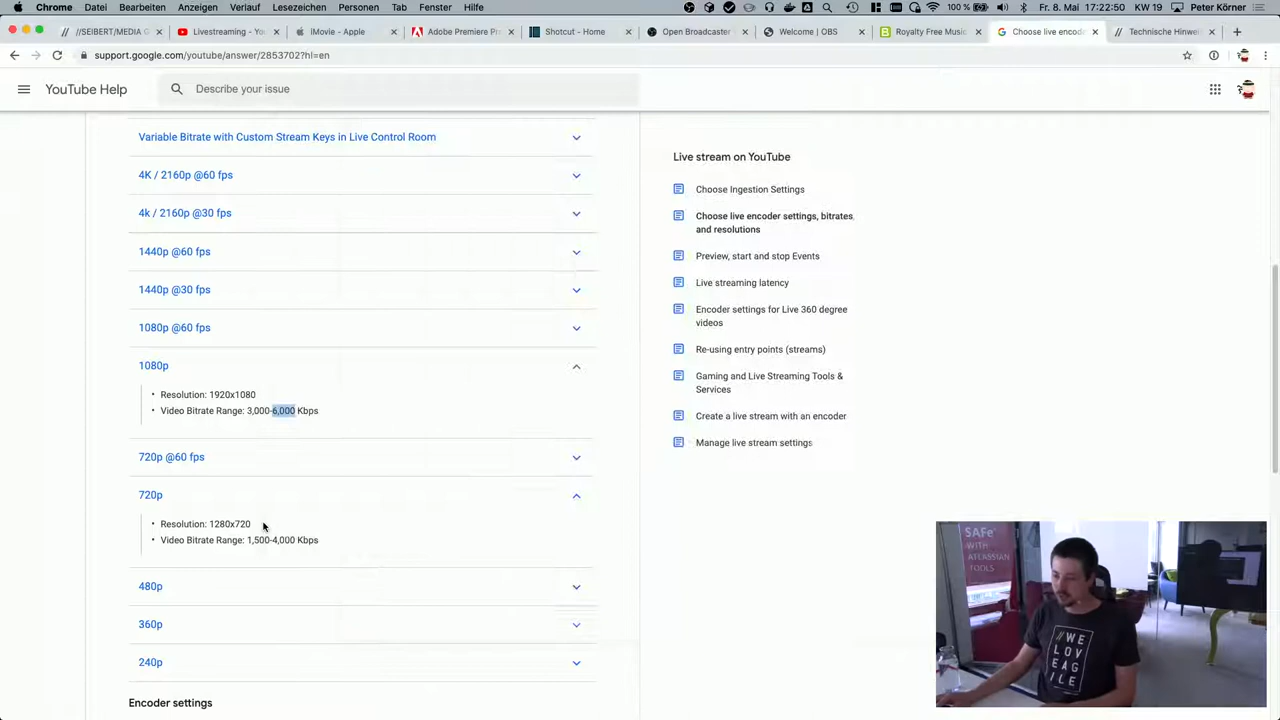 Chrome Datei Bearbeiten Anzeigen Verlauf Lesezeichen Personen Tab Fenster Hilfe 100 % Fr. 8. Mai 17:22:50 KW 19 Peter Körner
//SEIBERT/MEDIA G Livestreaming - Yo iMovie - Apple Adobe Premiere Pr Shotcut - Home Open Broadcaster Welcome | OBS Royalty Free Music Choose live encod Technische Hinwei
support.google.com/youtube/answer/2853702?hl=en
YouTube Help
Describe your issue
Variable Bitrate with Custom Stream Keys in Live Control Room
4K / 2160p @60 fps
4k / 2160p @30 fps
1440p @60 fps
1440p @30 fps
1080p @60 fps
1080p
• Resolution: 1920x1080
• Video Bitrate Range: 3,000-6,000 Kbps
720p @60 fps
720p
• Resolution: 1280x720
• Video Bitrate Range: 1,500-4,000 Kbps
480p
360p
240p
Encoder settings
Live stream on YouTube
Choose Ingestion Settings
Choose live encoder settings, bitrates,
and resolutions
Preview, start and stop Events
Live streaming latency
Encoder settings for Live 360 degree
videos
Re-using entry points (streams)
Gaming and Live Streaming Tools &
Services
Create a live stream with an encoder
Manage live stream settings
SAFe
WITH
ATLASSIAN
TOOLS
//WE
LOV
EAG
ILE